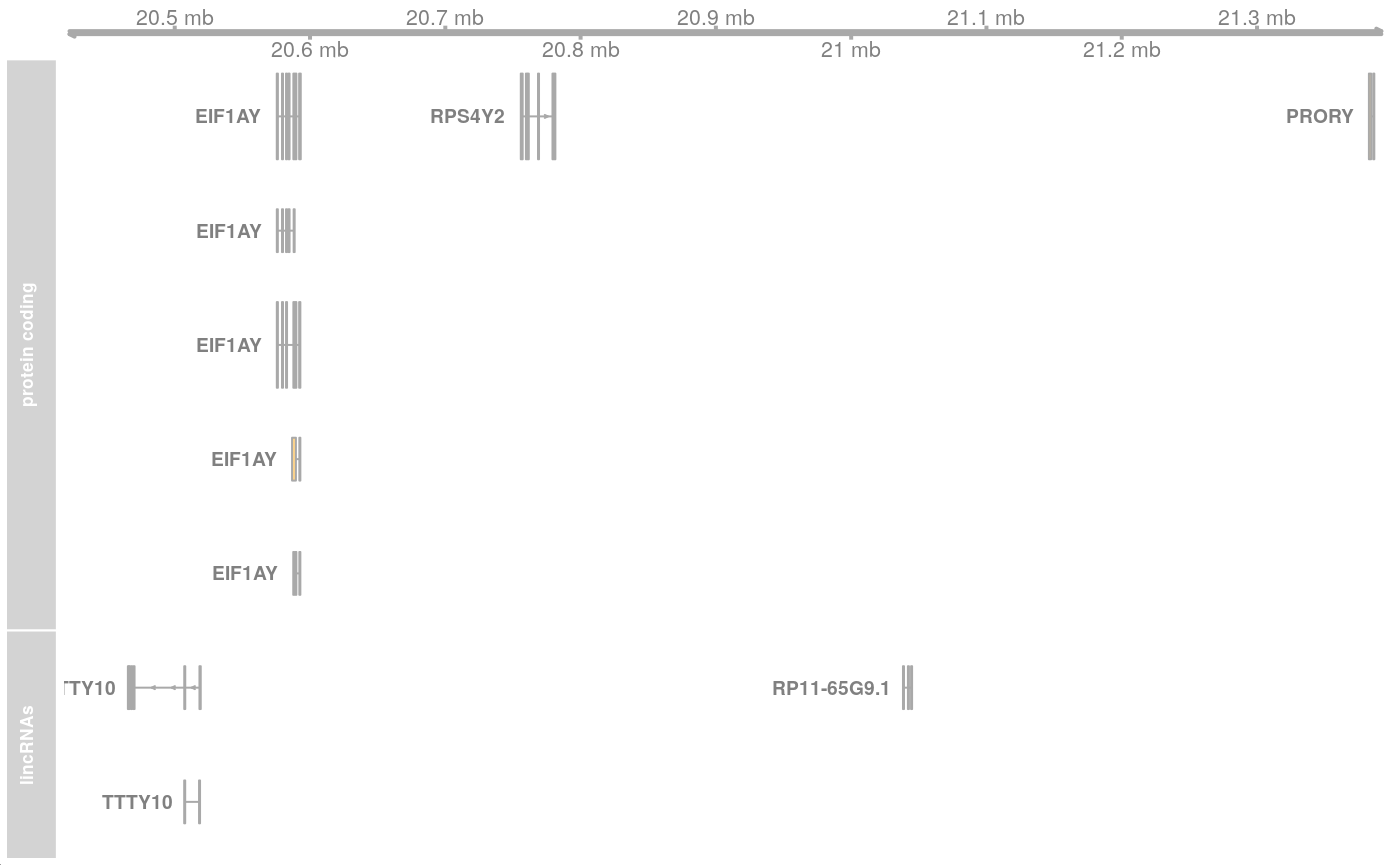 20.5 mb 20.7 mb 20.9 mb 21.1 mb 21.3 mb
20.6 mb 20.8 mb 21 mb 21.2 mb
protein coding
EIF1AY RPS4Y2 PRORY
EIF1AY
EIF1AY
EIF1AY
EIF1AY
lincRNAs
TTY10 RP11-65G9.1
TTTY10